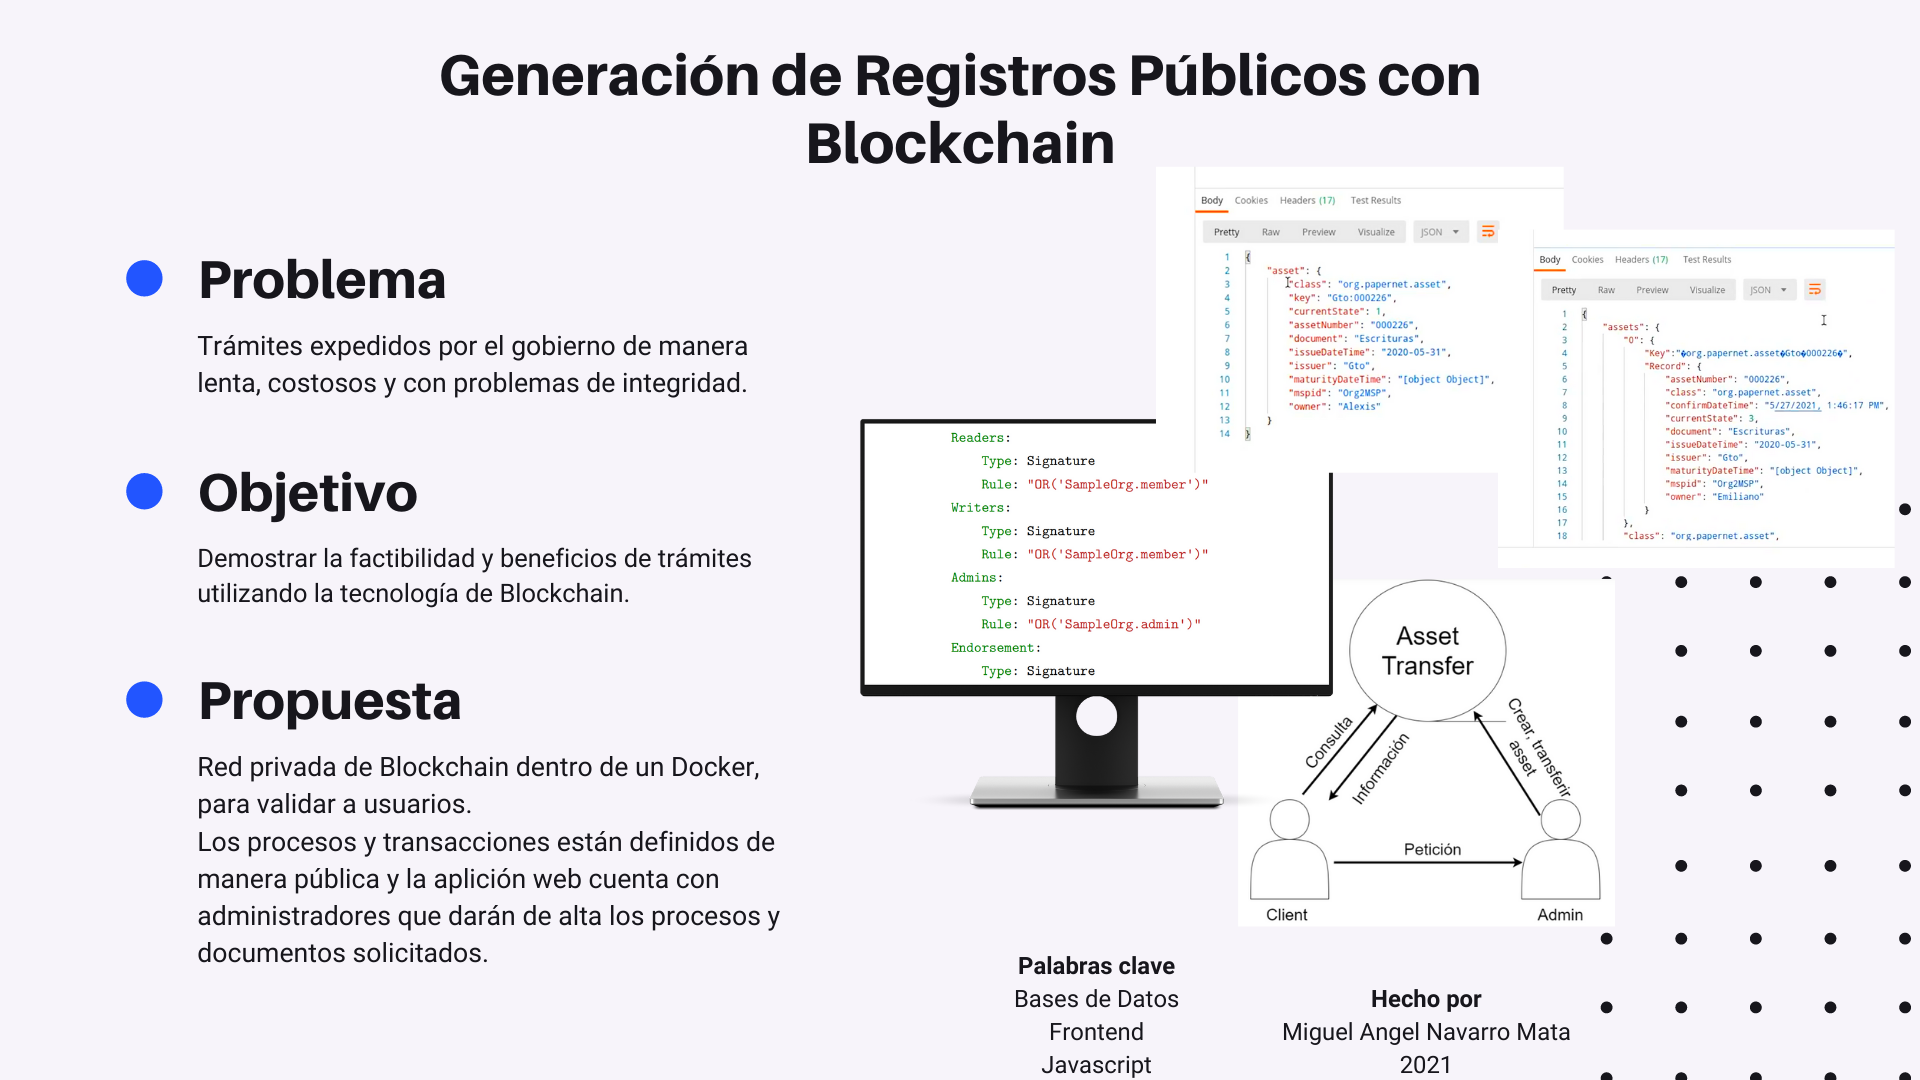 Generación de Registros Públicos con
Blockchain
Problema
Trámites expedidos por el gobierno de manera
lenta, costosos y con problemas de integridad.
Objetivo
Demostrar la factibilidad y beneficios de trámites
utilizando la tecnología de Blockchain.
Propuesta
Red privada de Blockchain dentro de un Docker,
para validar a usuarios.
Los procesos y transacciones están definidos de
manera pública y la aplición web cuenta con
administradores que darán de alta los procesos y
documentos solicitados.
Body Cookies Headers (17) Test Results
Pretty Raw Preview Visualize JSON
1 {
2 "asset": {
3 "class": "org.papernet.asset",
4 "key": "Gto:000226",
5 "currentState": 1,
6 "assetNumber": "000226",
7 "document": "Escrituras",
8 "issueDateTime": "2020-05-31",
9 "issuer": "Gto",
10 "maturityDateTime": "[object Object]",
11 "mspid": "Org2MSP",
12 "owner": "Alexis"
13 }
14 }
Body Cookies Headers (17) Test Results
Pretty Raw Preview Visualize JSON
1 {
2 "assets": {
3 "0": {
4 "Key":"�org.papernet.asset�Gto�000226�",
5 "Record": {
6 "assetNumber": "000226",
7 "class": "org.papernet.asset",
8 "confirmDateTime": "5/27/2021, 1:46:17 PM",
9 "currentState": 3,
10 "document": "Escrituras",
11 "issueDateTime": "2020-05-31",
12 "issuer": "Gto",
13 "maturityDateTime": "[object Object]",
14 "mspid": "Org2MSP",
15 "owner": "Emiliano"
16 }
17 },
18 "class": "org.papernet.asset",
Readers:
Type: Signature
Rule: "OR('SampleOrg.member')"
Writers:
Type: Signature
Rule: "OR('SampleOrg.member')"
Admins:
Type: Signature
Rule: "OR('SampleOrg.admin')"
Endorsement:
Type: Signature
Asset
Transfer
Consulta
Información
Crear, transferir
asset
Petición
Client
Admin
Palabras clave
Bases de Datos
Frontend
Javascript
Hecho por
Miguel Angel Navarro Mata
2021